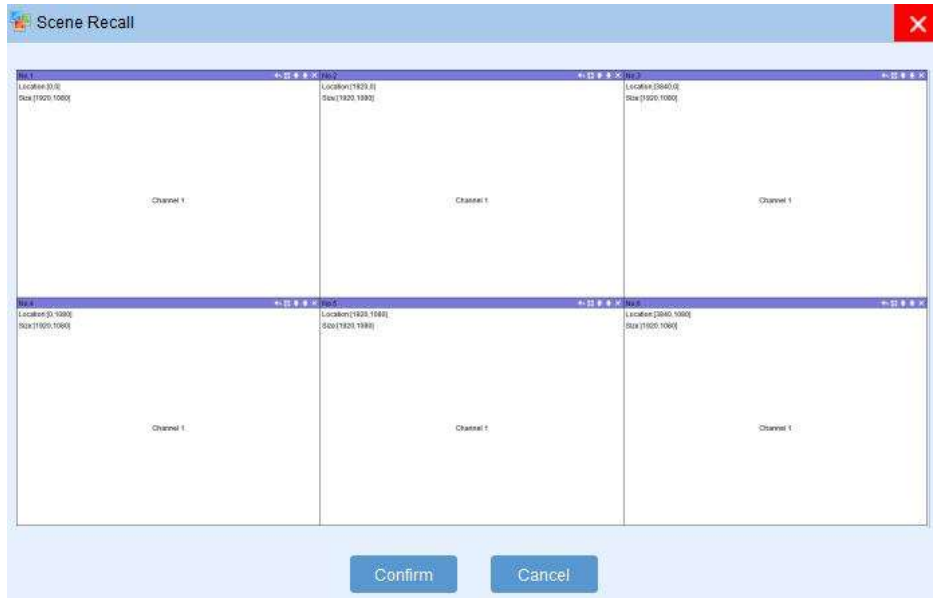 Scene Recall
No.1
Location:[0,0]
Size:[1920,1080]
Channel 1
No.2
Location:[1920,0]
Size:[1920,1080]
Channel 1
No.3
Location:[3840,0]
Size:[1920,1080]
Channel 1
No.4
Location:[0,1080]
Size:[1920,1080]
Channel 1
No.5
Location:[1920,1080]
Size:[1920,1080]
Channel 1
No.6
Location:[3840,1080]
Size:[1920,1080]
Channel 1
Confirm
Cancel